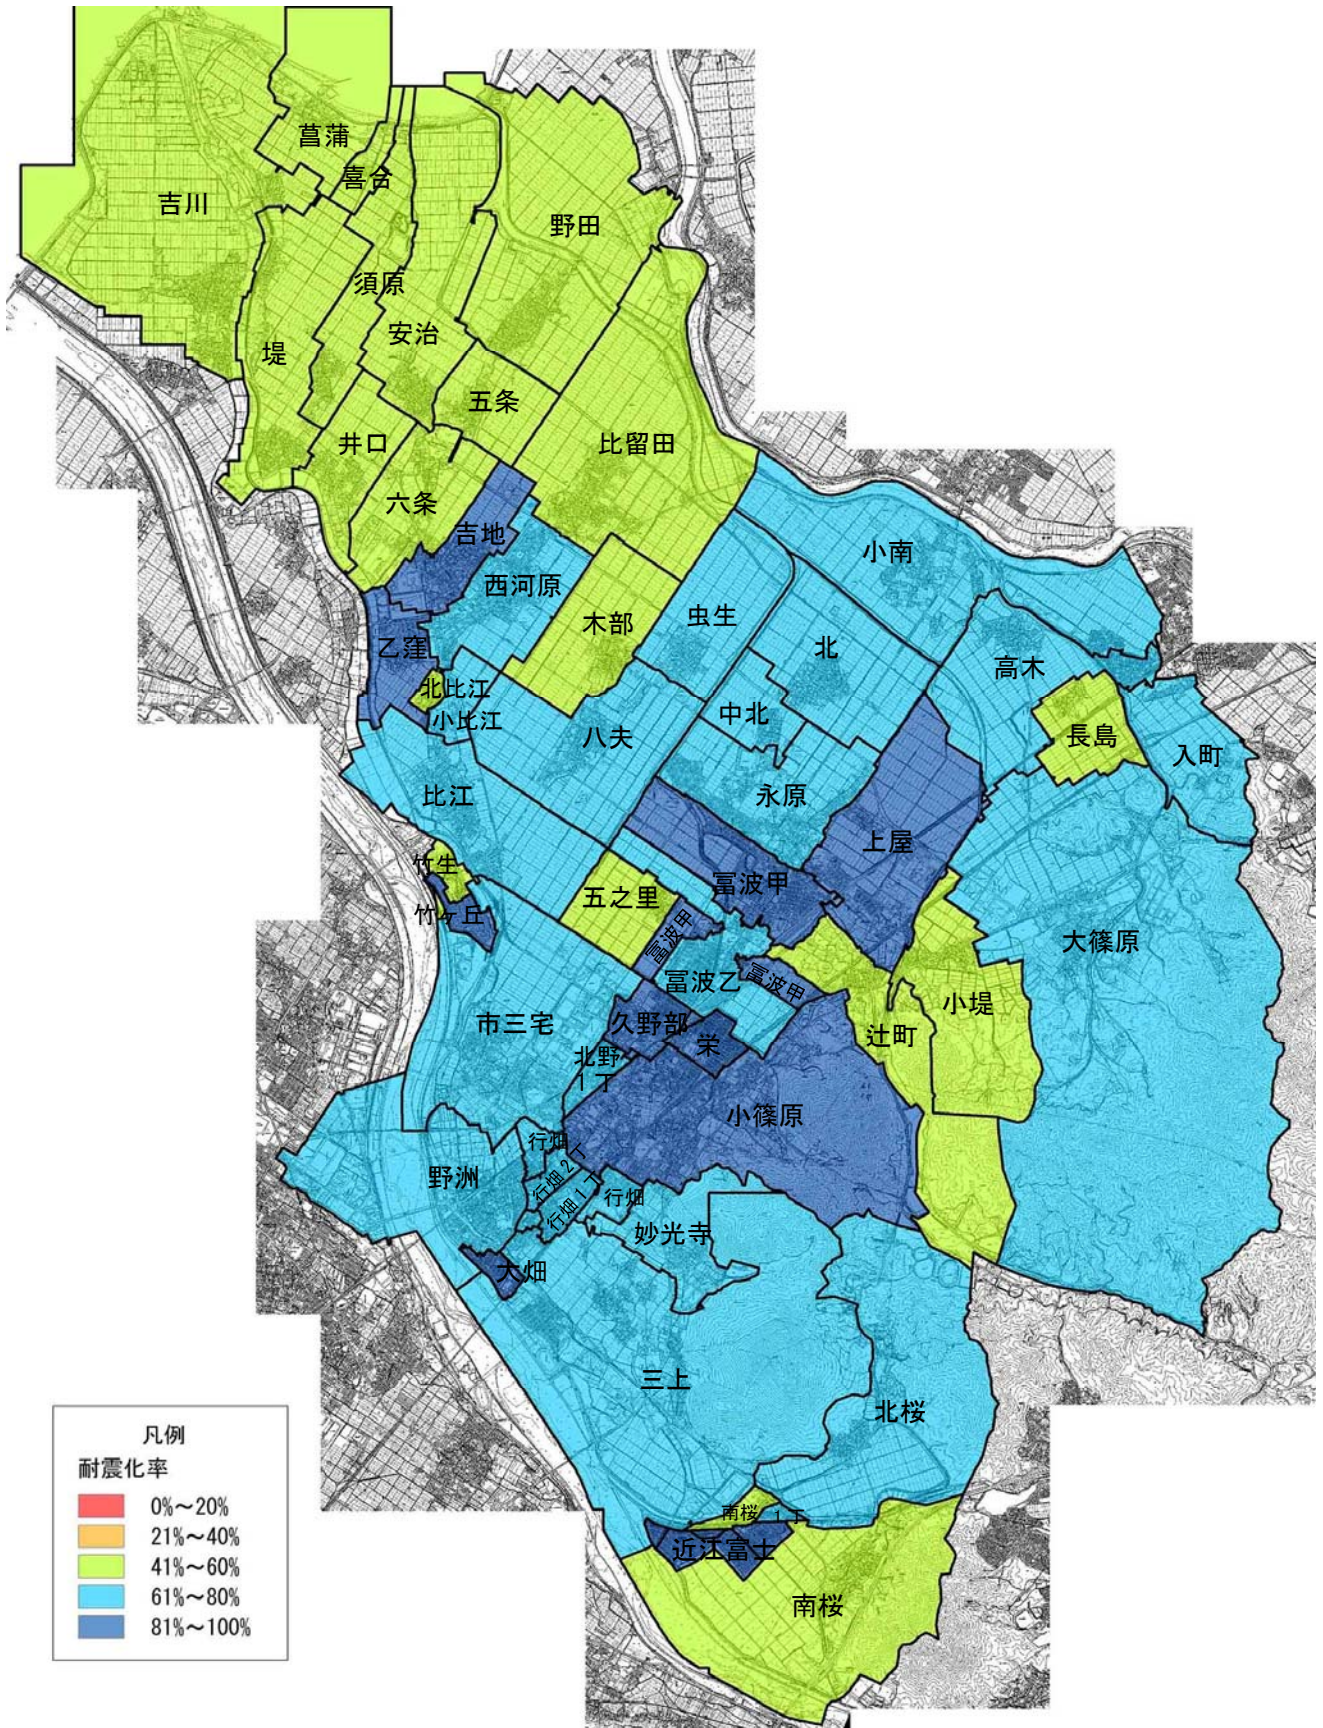 菖蒲
喜合
吉川
野田
須原
安治
堤
五条
井口
比留田
六条
吉地
小南
西河原
木部
虫生
北
乙窪
高木
北比江
小比江
中北
八夫
長島
入町
比江
永原
上屋
竹生
冨波甲
五之里
竹ヶ丘
冨波甲
大篠原
冨波乙
冨波甲
小堤
市三宅
久野部
栄
辻町
北野
1丁
小篠原
行畑
野洲
行畑2丁
行畑1丁
行畑
妙光寺
大畑
三上
北桜
南桜
1丁
近江富士
南桜
凡例
耐震化率
0%～20%
21%～40%
41%～60%
61%～80%
81%～100%